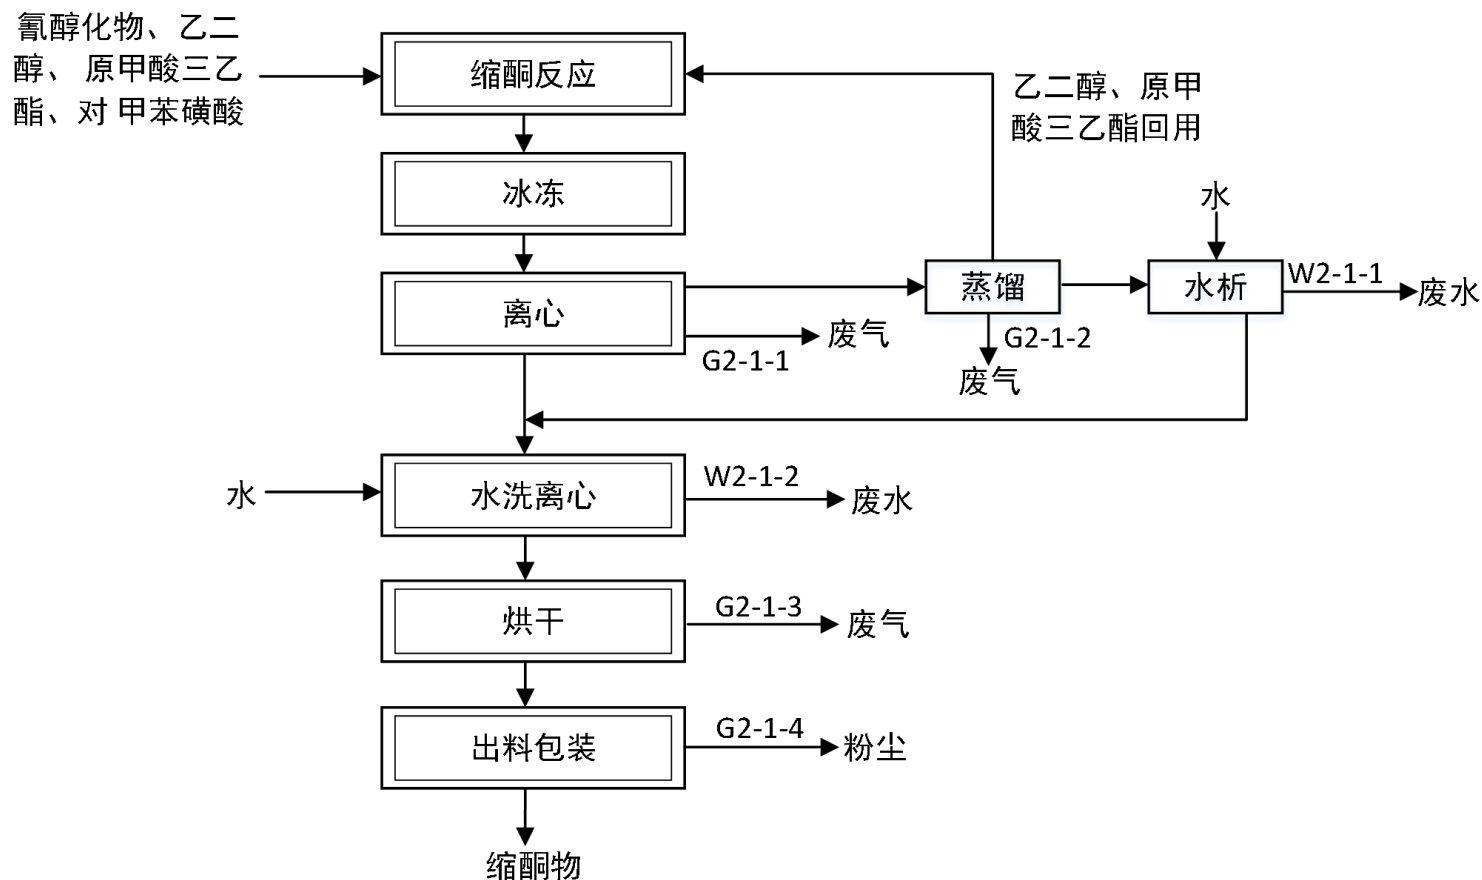 氰醇化物、乙二
醇、 原甲酸三乙
酯、对 甲苯磺酸
缩酮反应
乙二醇、原甲
酸三乙酯回用
冰冻
水
离心
蒸馏
水析
W2-1-1
废水
G2-1-1
废气
G2-1-2
废气
水
水洗离心
W2-1-2
废水
烘干
G2-1-3
废气
出料包装
G2-1-4
粉尘
缩酮物